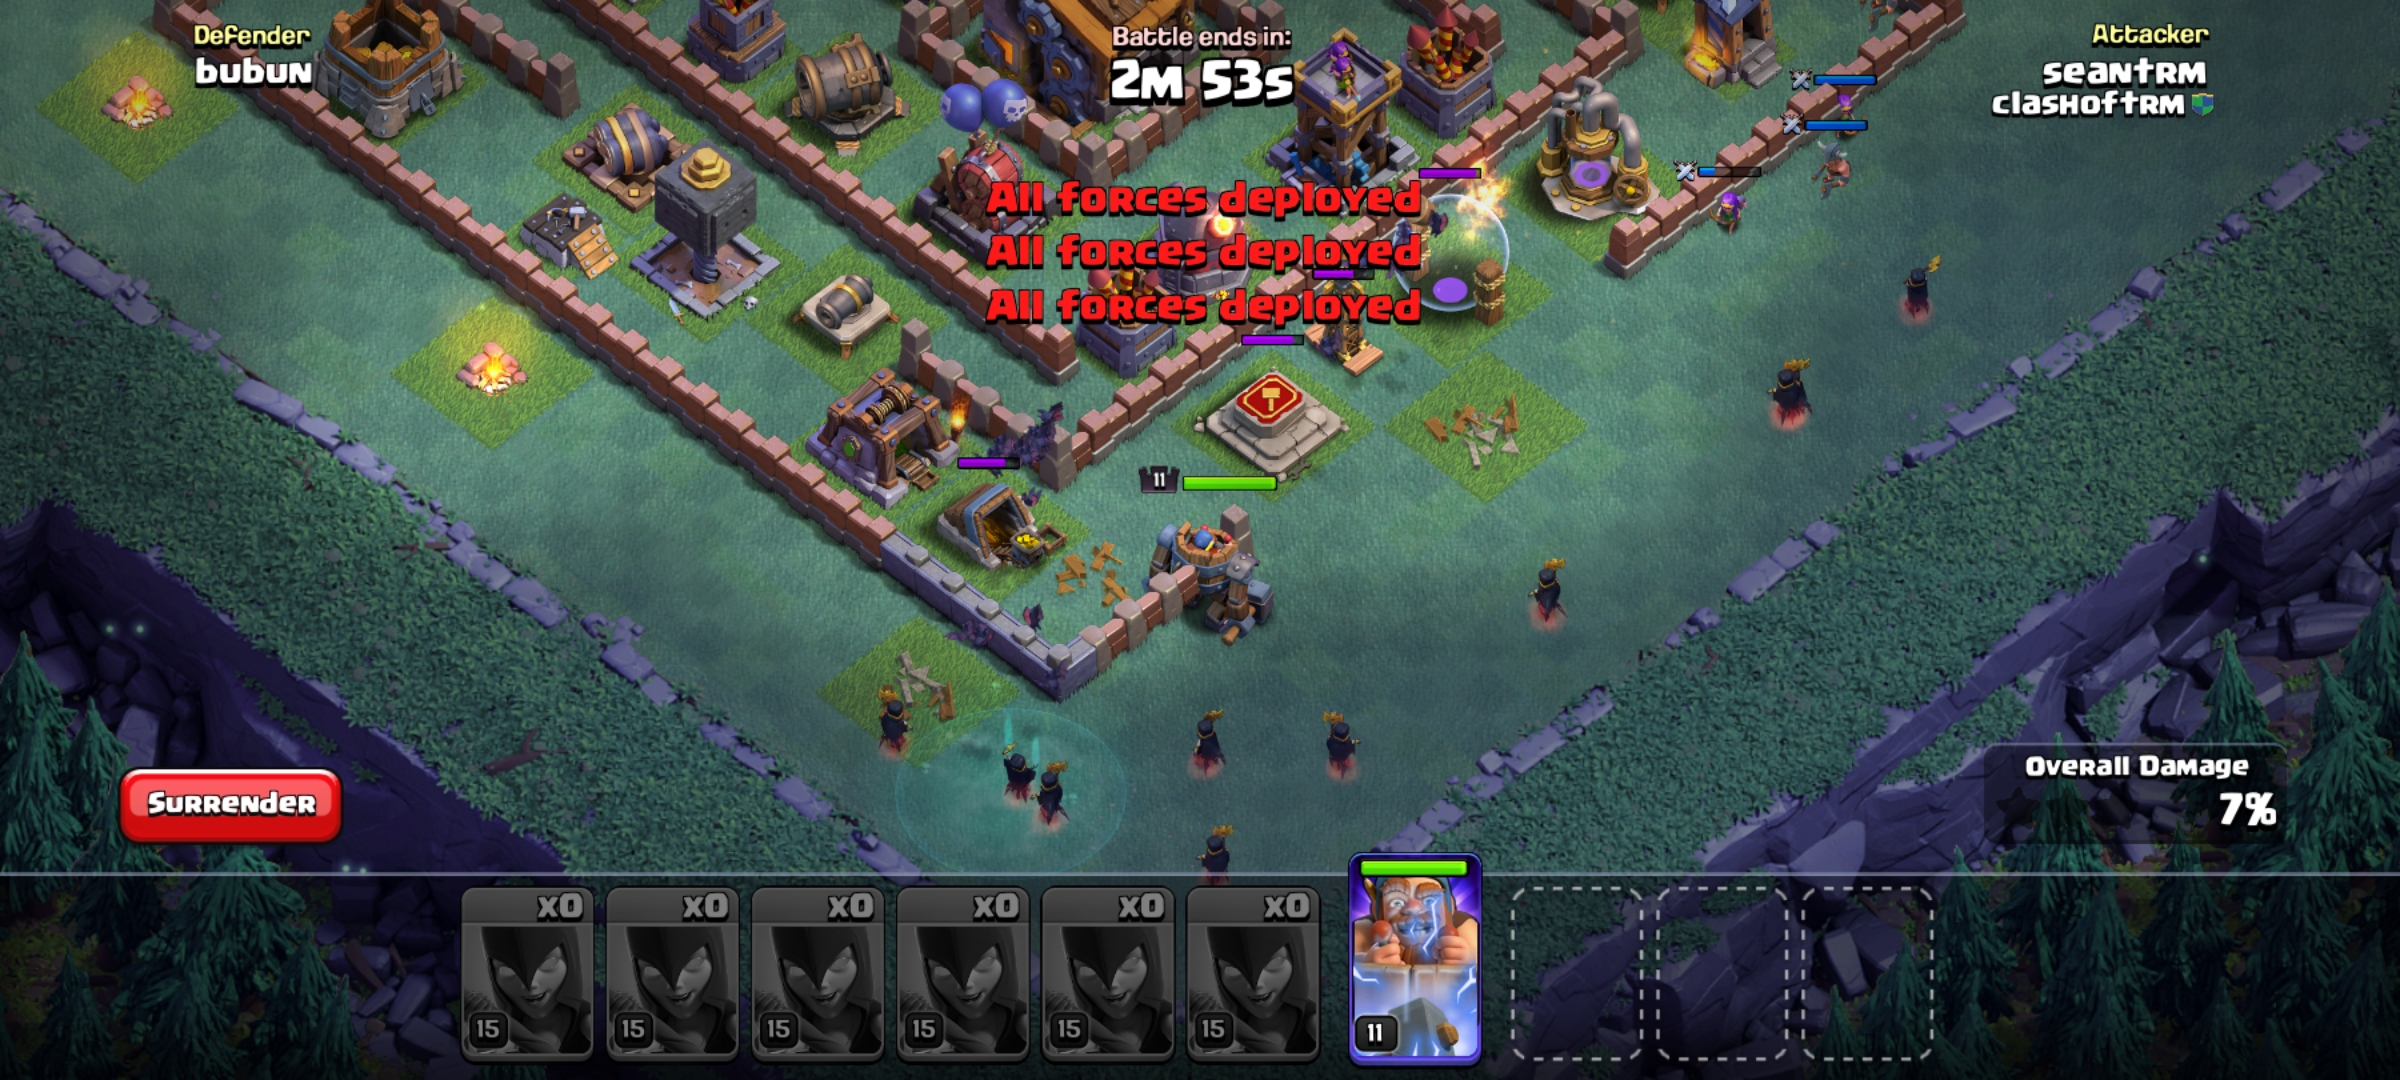 Defender
bubun
Battle ends in:
2M 53s
Attacker
seantRM
clashoftRM
All forces deployed
All forces deployed
All forces deployed
11
Surrender
Overall Damage
7%
x0
x0
x0
x0
x0
x0
15
15
15
15
15
15
11